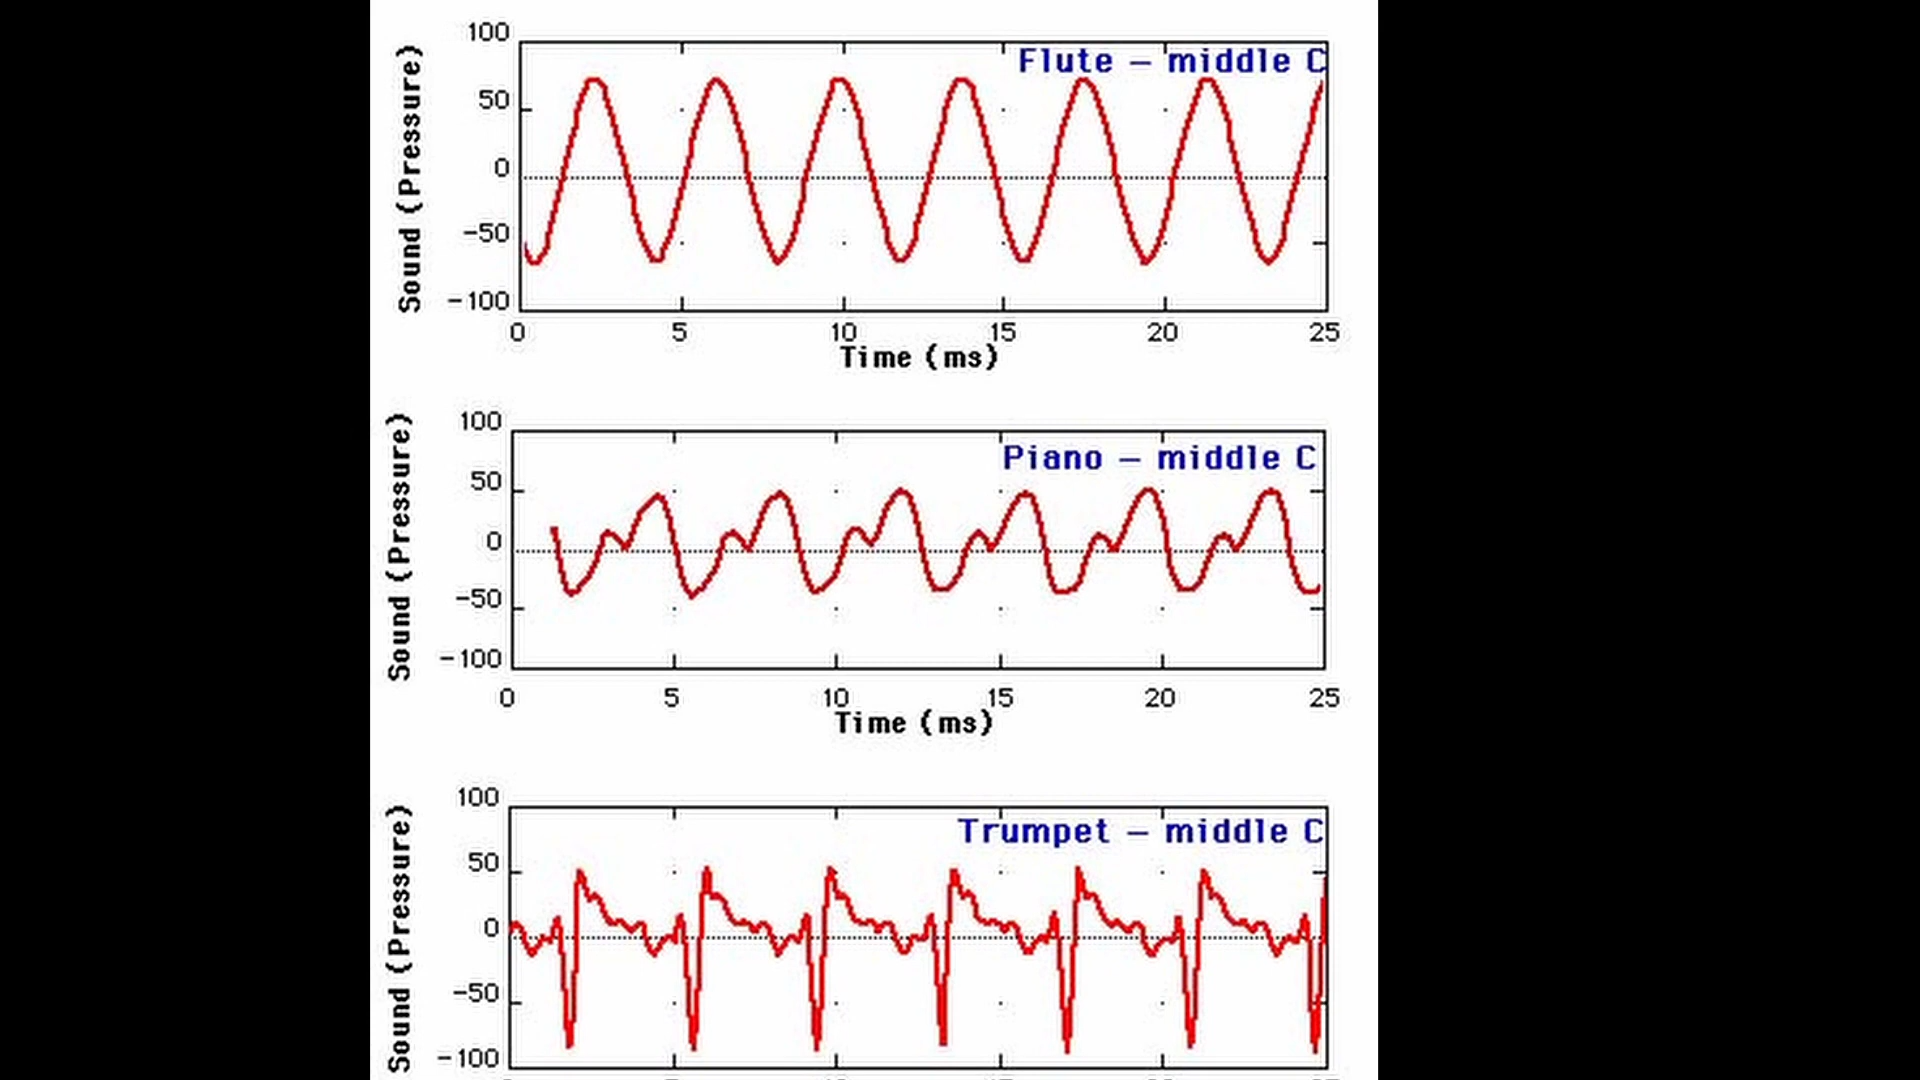 Flute – middle C
Sound (Pressure)
100
50
0
-50
-100
0 5 10 15 20 25
Time (ms)
Piano – middle C
Sound (Pressure)
100
50
0
-50
-100
0 5 10 15 20 25
Time (ms)
Trumpet – middle C
Sound (Pressure)
100
50
0
-50
-100